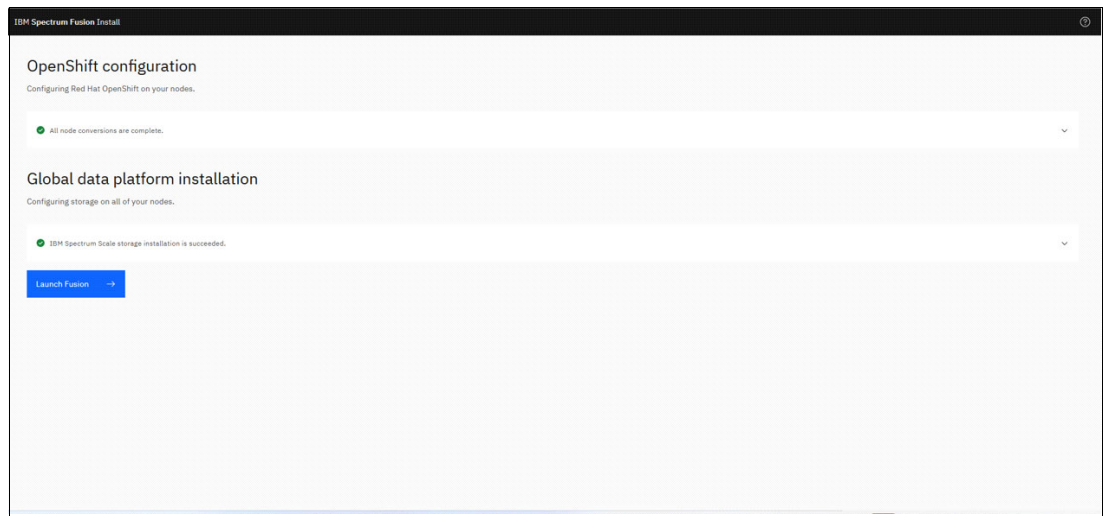 IBM Spectrum Fusion Install
OpenShift configuration
Configuring Red Hat OpenShift on your nodes.
All node conversions are complete.
Global data platform installation
Configuring storage on all of your nodes.
IBM Spectrum Scale storage installation is succeeded.
Launch Fusion